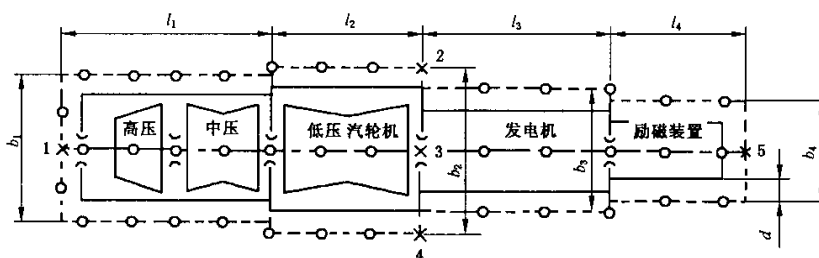 l₁ l₂ l₃ l₄
2
b₁ 高压 中压 低压 汽轮机 发电机 励磁装置
1 3 b₂ b₃ 5 b₄
d
4